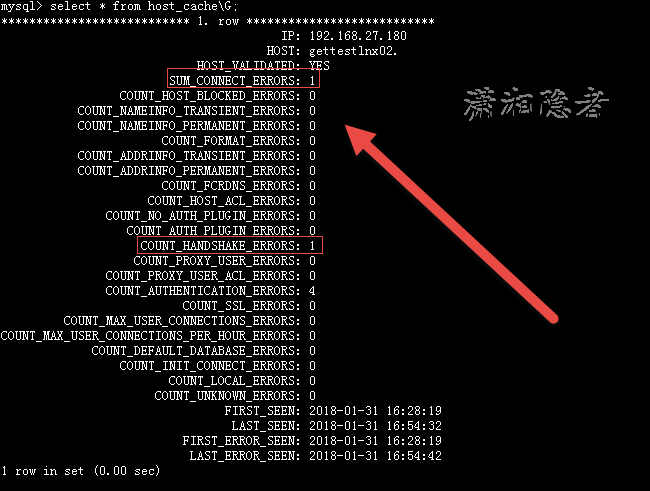 mysql> select * from host_cache\G;
*************************** 1. row ***************************
IP: 192.168.27.180
HOST: gettestlnx02.
HOST_VALIDATED: YES
SUM_CONNECT_ERRORS: 1
COUNT_HOST_BLOCKED_ERRORS: 0
COUNT_NAMEINFO_TRANSIENT_ERRORS: 0
COUNT_NAMEINFO_PERMANENT_ERRORS: 0
COUNT_FORMAT_ERRORS: 0
COUNT_ADDRINFO_TRANSIENT_ERRORS: 0
COUNT_ADDRINFO_PERMANENT_ERRORS: 0
COUNT_FCRDNS_ERRORS: 0
COUNT_HOST_ACL_ERRORS: 0
COUNT_NO_AUTH_PLUGIN_ERRORS: 0
COUNT_AUTH_PLUGIN_ERRORS: 0
COUNT_HANDSHAKE_ERRORS: 1
COUNT_PROXY_USER_ERRORS: 0
COUNT_PROXY_USER_ACL_ERRORS: 0
COUNT_AUTHENTICATION_ERRORS: 4
COUNT_SSL_ERRORS: 0
COUNT_MAX_USER_CONNECTIONS_ERRORS: 0
COUNT_MAX_USER_CONNECTIONS_PER_HOUR_ERRORS: 0
COUNT_DEFAULT_DATABASE_ERRORS: 0
COUNT_INIT_CONNECT_ERRORS: 0
COUNT_LOCAL_ERRORS: 0
COUNT_UNKNOWN_ERRORS: 0
FIRST_SEEN: 2018-01-31 16:28:19
LAST_SEEN: 2018-01-31 16:54:32
FIRST_ERROR_SEEN: 2018-01-31 16:28:19
LAST_ERROR_SEEN: 2018-01-31 16:54:42
1 row in set (0.00 sec)
潇湘隐者